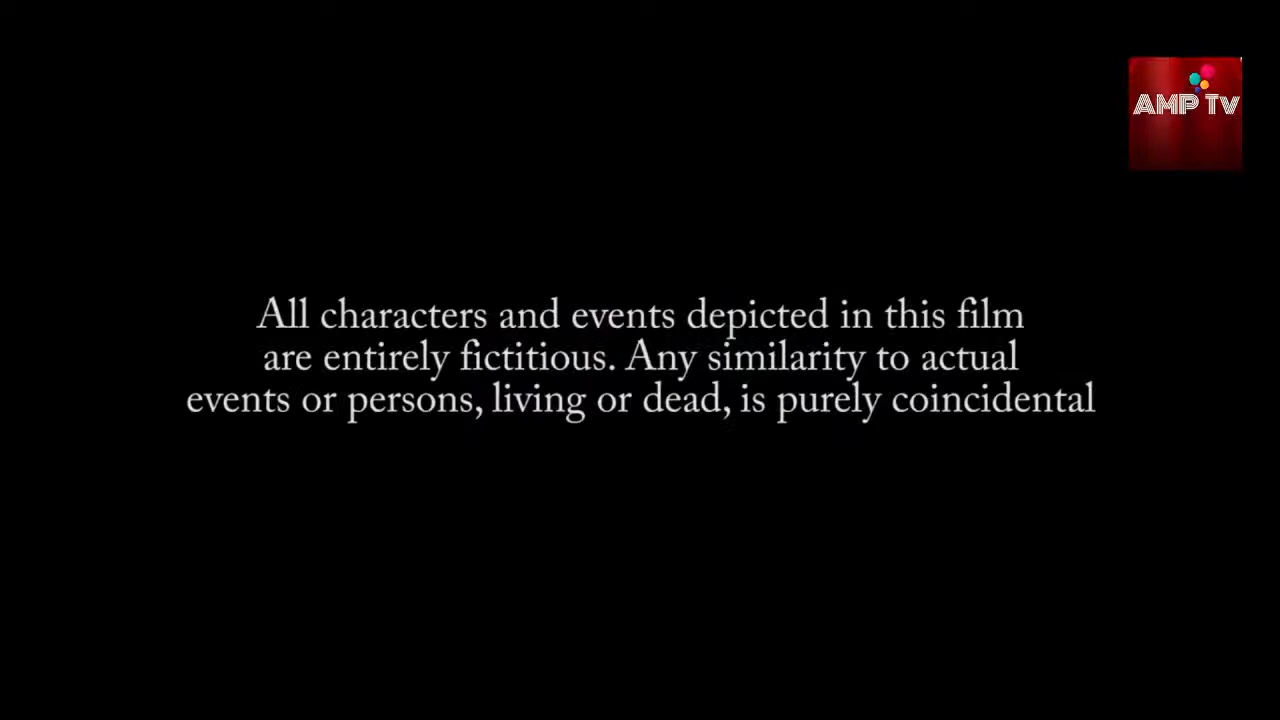 AMP Tv
All characters and events depicted in this film
are entirely fictitious. Any similarity to actual
events or persons, living or dead, is purely coincidental